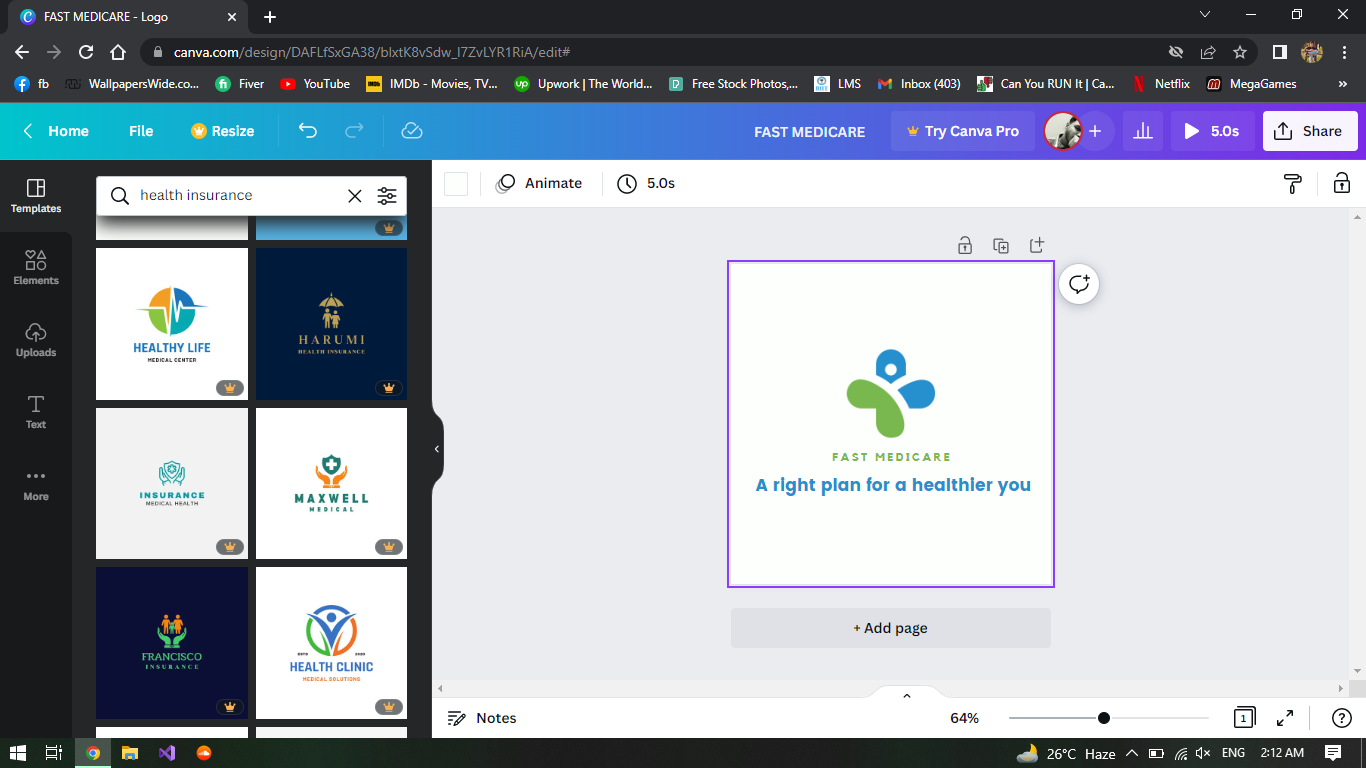 FAST MEDICARE - Logo
canva.com/design/DAFLfSxGA38/blxtK8vSdw_I7ZvLYR1RiA/edit#
fb
WallpapersWide.co...
Fiver
YouTube
IMDb - Movies, TV...
Upwork | The World...
Free Stock Photos,...
LMS
Inbox (403)
Can You RUN It | Ca...
Netflix
MegaGames
»
Home
File
Resize
FAST MEDICARE
Try Canva Pro
5.0s
Share
Templates
Elements
Uploads
Text
More
health insurance
HEALTHY LIFE
MEDICAL CENTER
HARUMI
HEALTH INSURANCE
INSURANCE
MEDICAL HEALTH
MAXWELL
MEDICAL
FRANCISCO
INSURANCE
ESTD 2020
HEALTH CLINIC
MEDICAL SOLUTIONS
Animate
5.0s
FAST MEDICARE
A right plan for a healthier you
+ Add page
Notes
64%
1
26°C Haze
ENG
2:12 AM